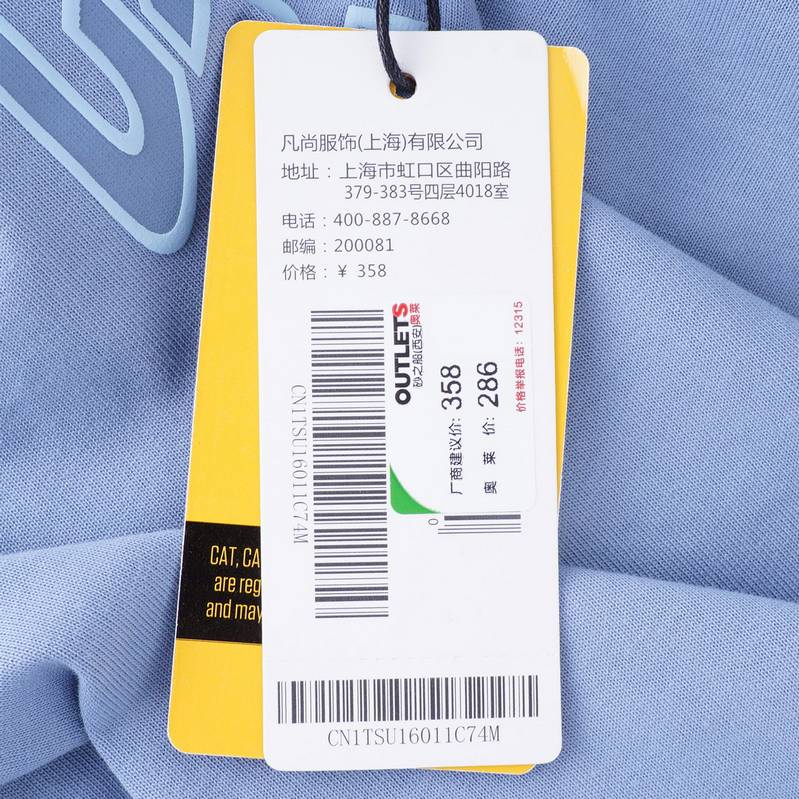 凡尚服饰(上海)有限公司
地址：上海市虹口区曲阳路
379-383号四层4018室
电话：400-887-8668
邮编：200081
价格：¥ 358
CN1TSU16011C74M
OUTLETS
砂之船(西安)奥莱
厂商建议价: 358
奥 莱 价: 286
价格举报电话：12315
0
CAT, CA
are reg
and may
CN1TSU16011C74M